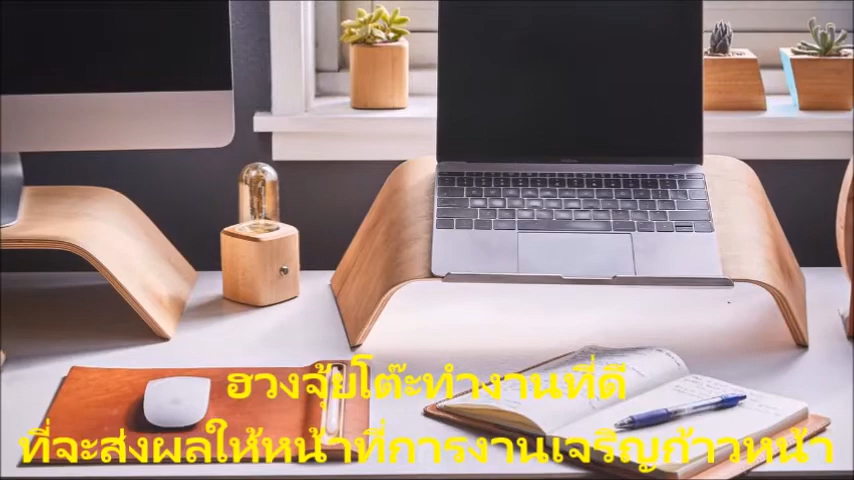 ฮวงจุ้ยโต๊ะทำงานที่ดี
ที่จะส่งผลให้หน้าที่การงานเจริญก้าวหน้า